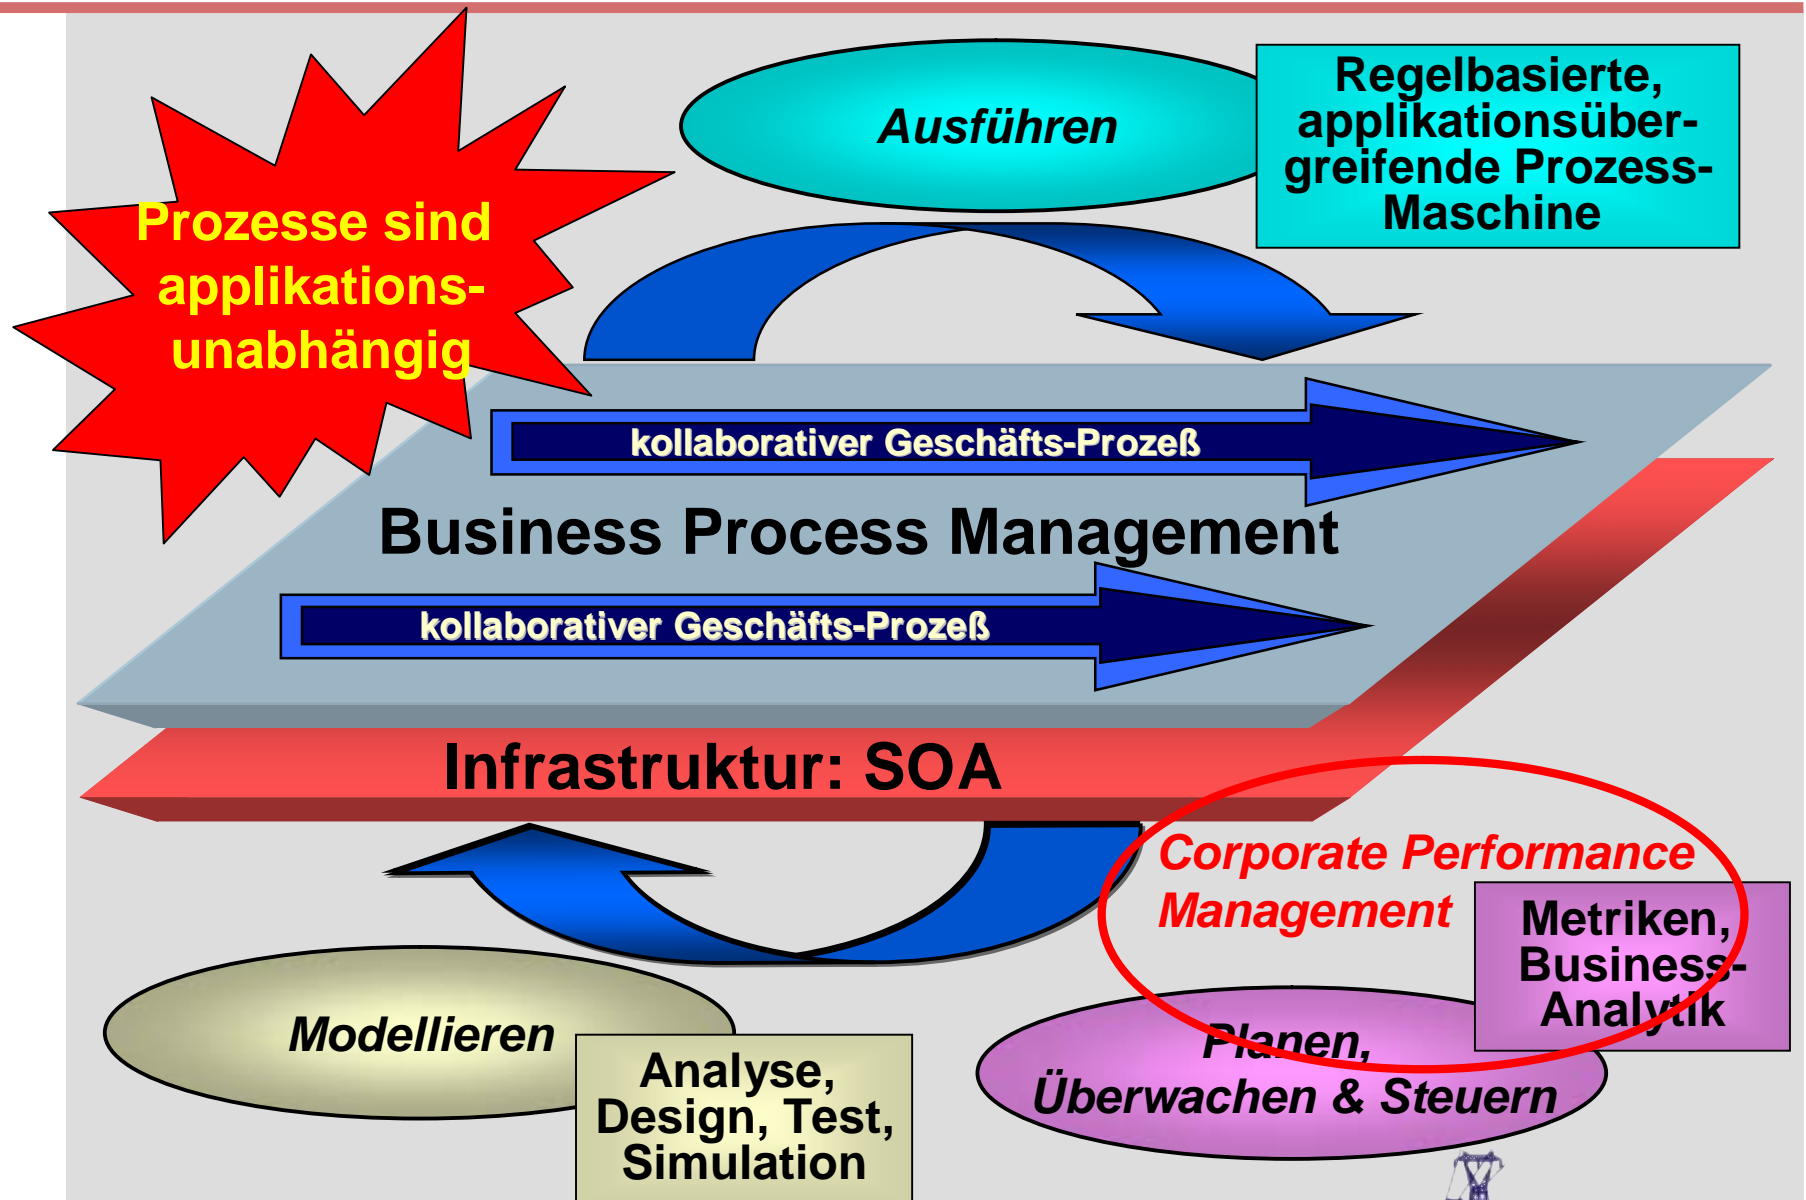 Ausführen
Regelbasierte,
applikationsüber-
greifende Prozess-
Maschine
Prozesse sind
applikations-
unabhängig
kollaborativer Geschäfts-Prozeß
Business Process Management
kollaborativer Geschäfts-Prozeß
Infrastruktur: SOA
Corporate Performance
Management
Metriken,
Business-
Analytik
Modellieren
Analyse,
Design, Test,
Simulation
Planen,
Überwachen & Steuern